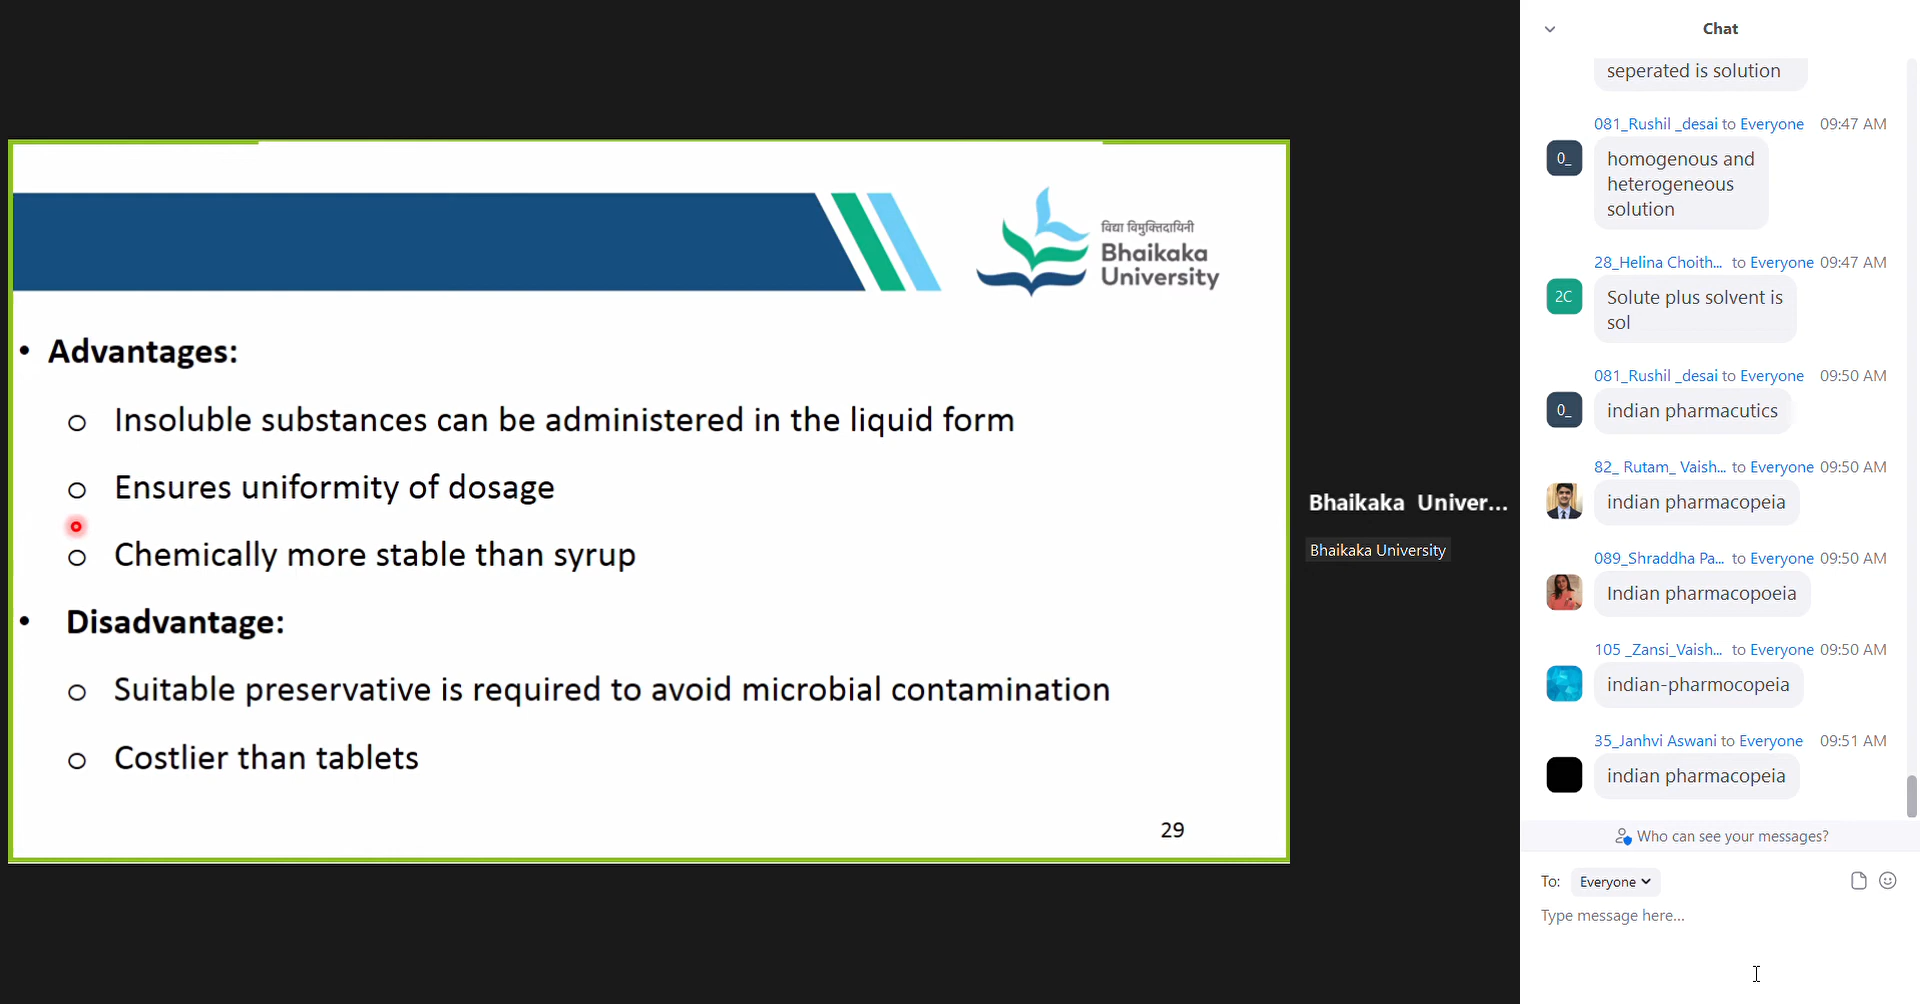 विद्या विमुक्तिदायिनी
Bhaikaka
University
• Advantages:
o Insoluble substances can be administered in the liquid form
o Ensures uniformity of dosage
o Chemically more stable than syrup
• Disadvantage:
o Suitable preservative is required to avoid microbial contamination
o Costlier than tablets
29
Bhaikaka Univer...
Bhaikaka University
Chat
seperated is solution
081_Rushil _desai to Everyone 09:47 AM
0_
homogenous and
heterogeneous
solution
28_Helina Choith... to Everyone 09:47 AM
2C
Solute plus solvent is
sol
081_Rushil _desai to Everyone 09:50 AM
0_
indian pharmacutics
82_ Rutam_ Vaish... to Everyone 09:50 AM
indian pharmacopeia
089_Shraddha Pa... to Everyone 09:50 AM
Indian pharmacopoeia
105 _Zansi_Vaish... to Everyone 09:50 AM
indian-pharmocopeia
35_Janhvi Aswani to Everyone 09:51 AM
indian pharmacopeia
Who can see your messages?
To: Everyone
Type message here...